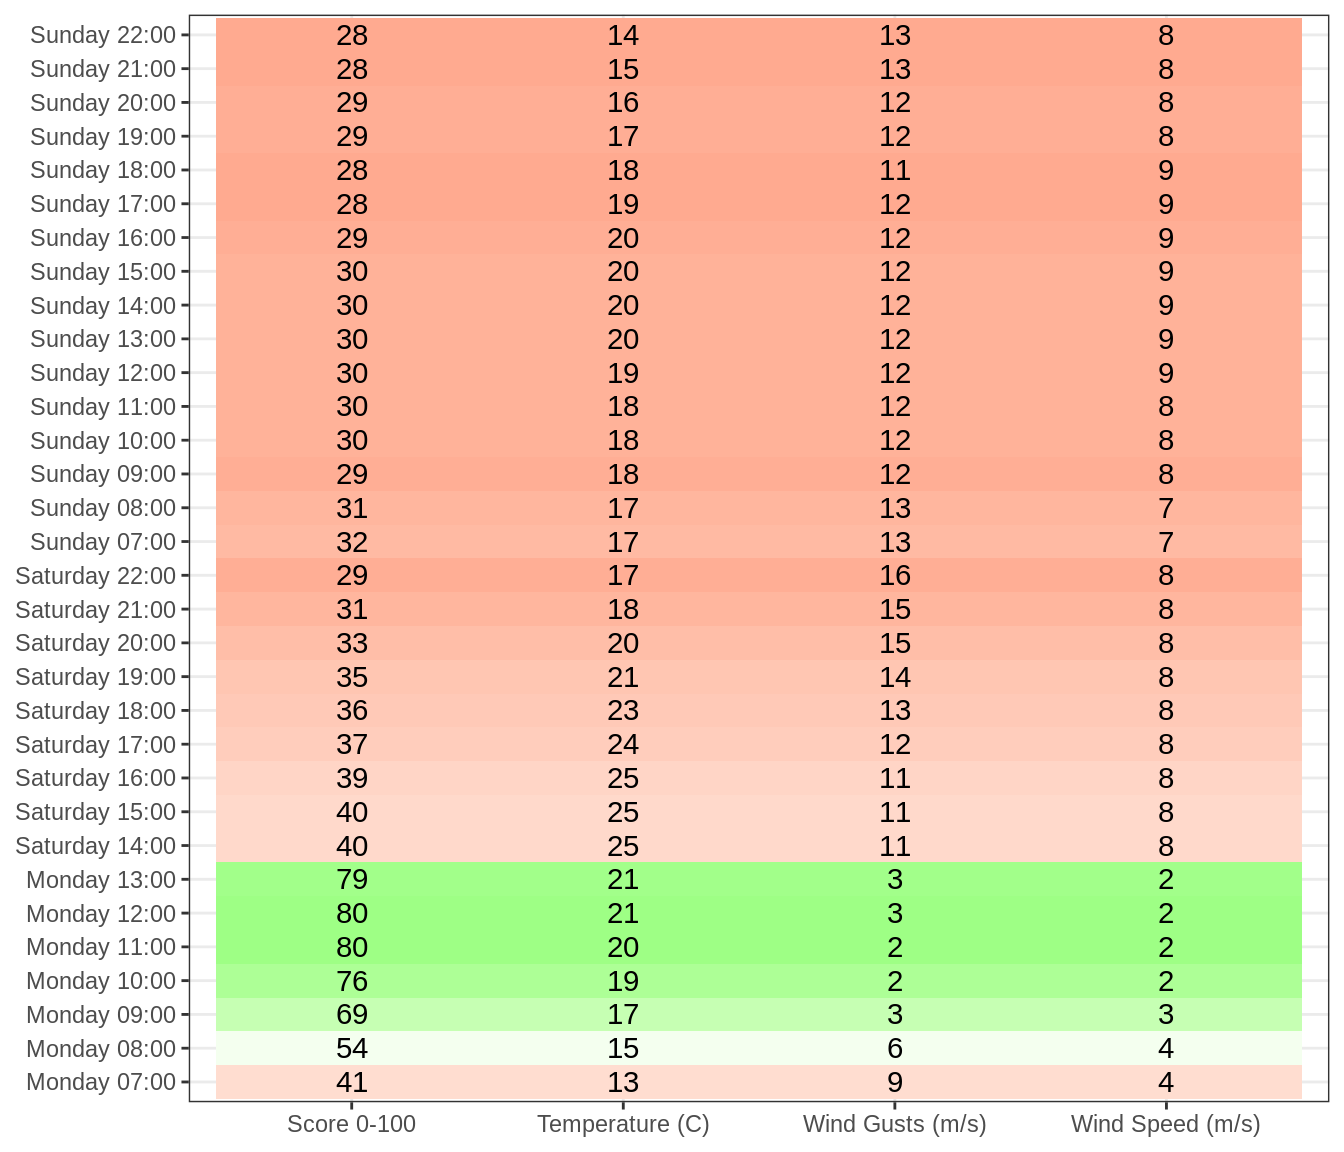 Sunday 22:00 28 14 13 8
Sunday 21:00 28 15 13 8
Sunday 20:00 29 16 12 8
Sunday 19:00 29 17 12 8
Sunday 18:00 28 18 11 9
Sunday 17:00 28 19 12 9
Sunday 16:00 29 20 12 9
Sunday 15:00 30 20 12 9
Sunday 14:00 30 20 12 9
Sunday 13:00 30 20 12 9
Sunday 12:00 30 19 12 9
Sunday 11:00 30 18 12 8
Sunday 10:00 30 18 12 8
Sunday 09:00 29 18 12 8
Sunday 08:00 31 17 13 7
Sunday 07:00 32 17 13 7
Saturday 22:00 29 17 16 8
Saturday 21:00 31 18 15 8
Saturday 20:00 33 20 15 8
Saturday 19:00 35 21 14 8
Saturday 18:00 36 23 13 8
Saturday 17:00 37 24 12 8
Saturday 16:00 39 25 11 8
Saturday 15:00 40 25 11 8
Saturday 14:00 40 25 11 8
Monday 13:00 79 21 3 2
Monday 12:00 80 21 3 2
Monday 11:00 80 20 2 2
Monday 10:00 76 19 2 2
Monday 09:00 69 17 3 3
Monday 08:00 54 15 6 4
Monday 07:00 41 13 9 4
Score 0-100 Temperature (C) Wind Gusts (m/s) Wind Speed (m/s)